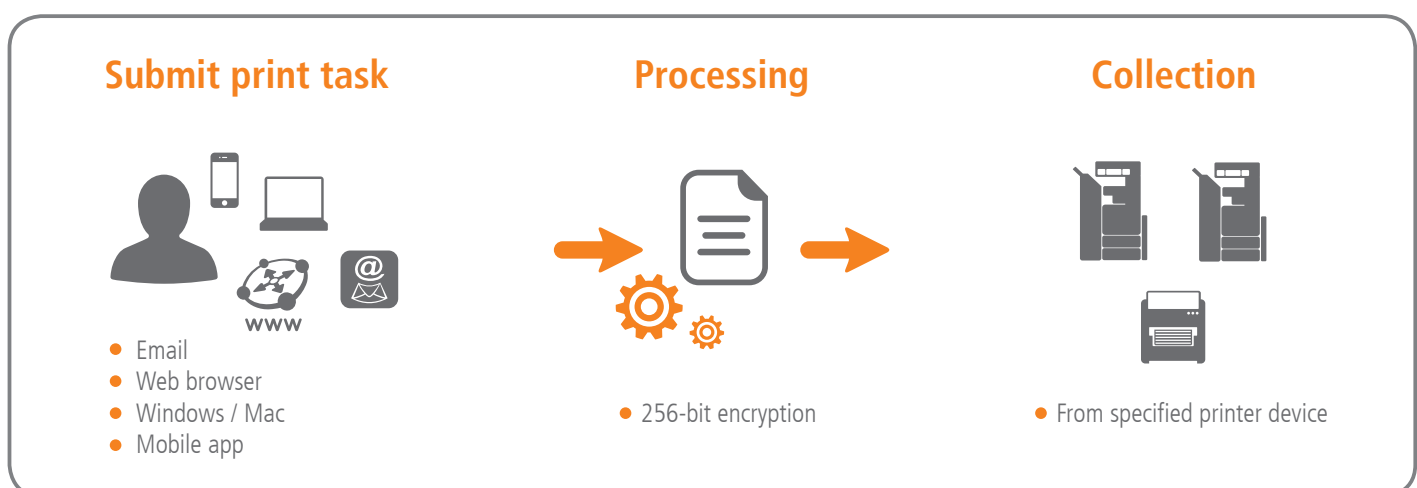 Submit print task
Processing
Collection
@
www
Email
Web browser
Windows / Mac
Mobile app
256-bit encryption
From specified printer device